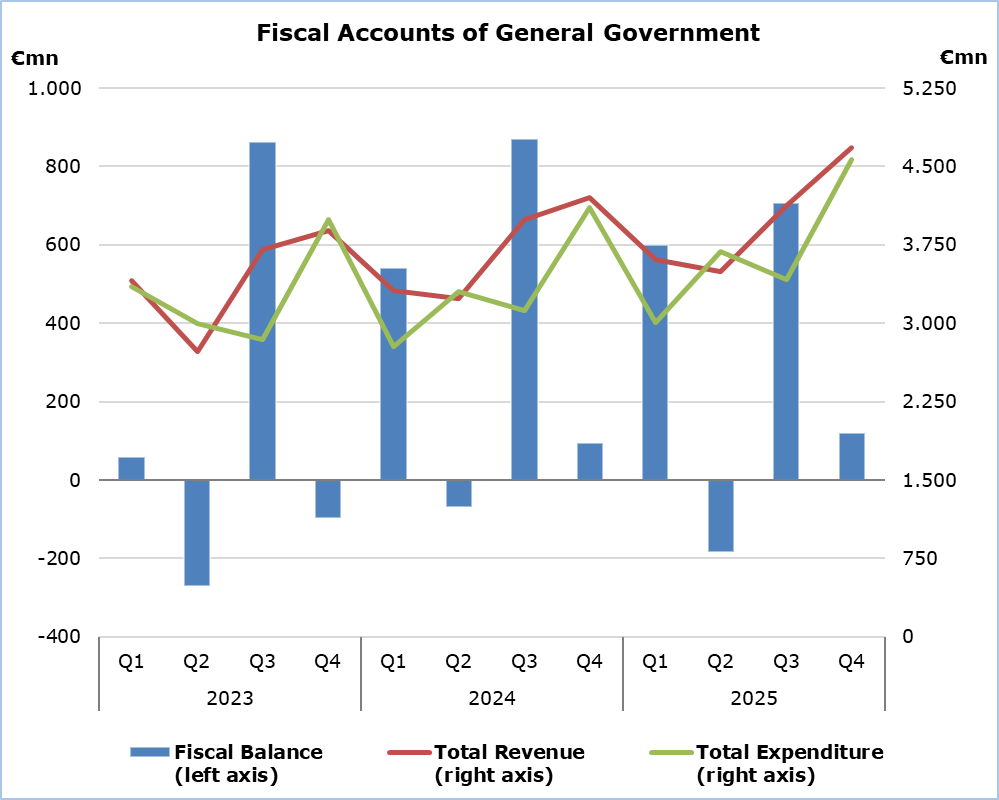 Fiscal Accounts of General Government
€mn
€mn
1.000
5.250
800
4.500
600
3.750
400
3.000
200
2.250
0
1.500
-200
750
-400
0
Q1 Q2 Q3 Q4 Q1 Q2 Q3 Q4 Q1 Q2 Q3 Q4
2023 2024 2025
Fiscal Balance
(left axis)
Total Revenue
(right axis)
Total Expenditure
(right axis)